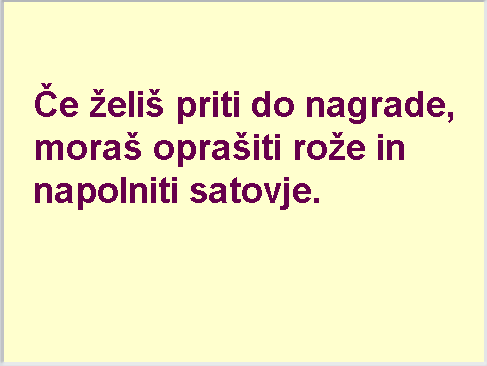 Če želiš priti do nagrade,
moraš oprašiti rože in
napolniti satovje.